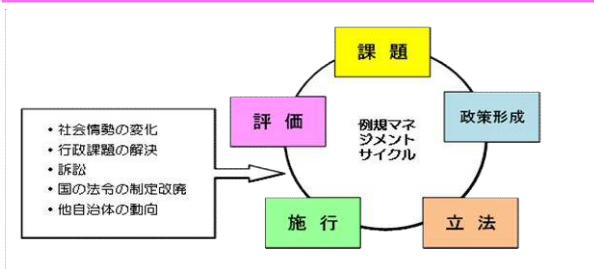 課 題
政策形成
評 価
例規マネ
ジメント
サイクル
・社会情勢の変化
・行政課題の解決
・訴訟
・国の法令の制定改廃
・他自治体の動向
施 行
立 法